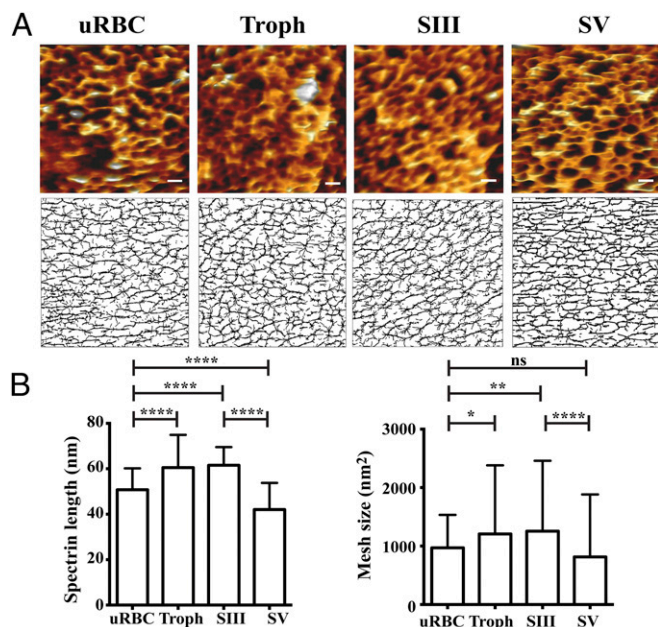 A
uRBC Troph SIII SV
B
****
****
**** ****
Spectrin length (nm)
80
60
40
20
0
uRBC Troph SIII SV
ns
**
* ****
Mesh size (nm²)
3000
2000
1000
0
uRBC Troph SIII SV